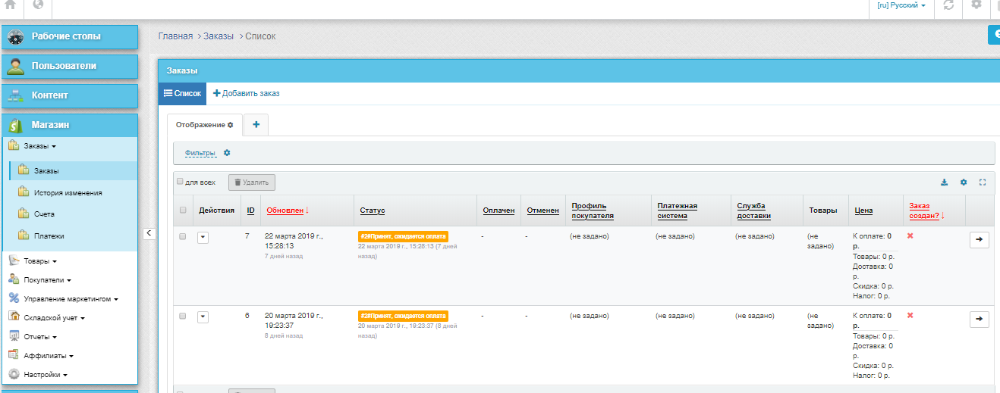 [ru] Русский
Рабочие столы
Пользователи
Контент
Магазин
Заказы
Заказы
История изменения
Счета
Платежи
Товары
Покупатели
Управление маркетингом
Складской учет
Отчеты
Аффилиаты
Настройки
Главная > Заказы > Список
Заказы
Список
Добавить заказ
Отображение
+
Фильтры
для всех
Удалить
Действия ID Обновлен ↓ Статус Оплачен Отменен Профиль покупателя Платежная система Служба доставки Товары Цена Заказ создан? ↓
7
22 марта 2019 г.,
15:28:13
7 дней назад
#2#Принят, ожидается оплата
22 марта 2019 г., 15:28:13 (7 дней
назад)
-
-
(не задано)
(не задано)
(не задано)
(не
задано)
К оплате: 0
р.
Товары: 0 р.
Доставка: 0
р.
Скидка: 0 р.
Налог: 0 р.
6
20 марта 2019 г.,
19:23:37
8 дней назад
#2#Принят, ожидается оплата
20 марта 2019 г., 19:23:37 (8 дней
назад)
-
-
(не задано)
(не задано)
(не задано)
(не
задано)
К оплате: 0
р.
Товары: 0 р.
Доставка: 0
р.
Скидка: 0 р.
Налог: 0 р.